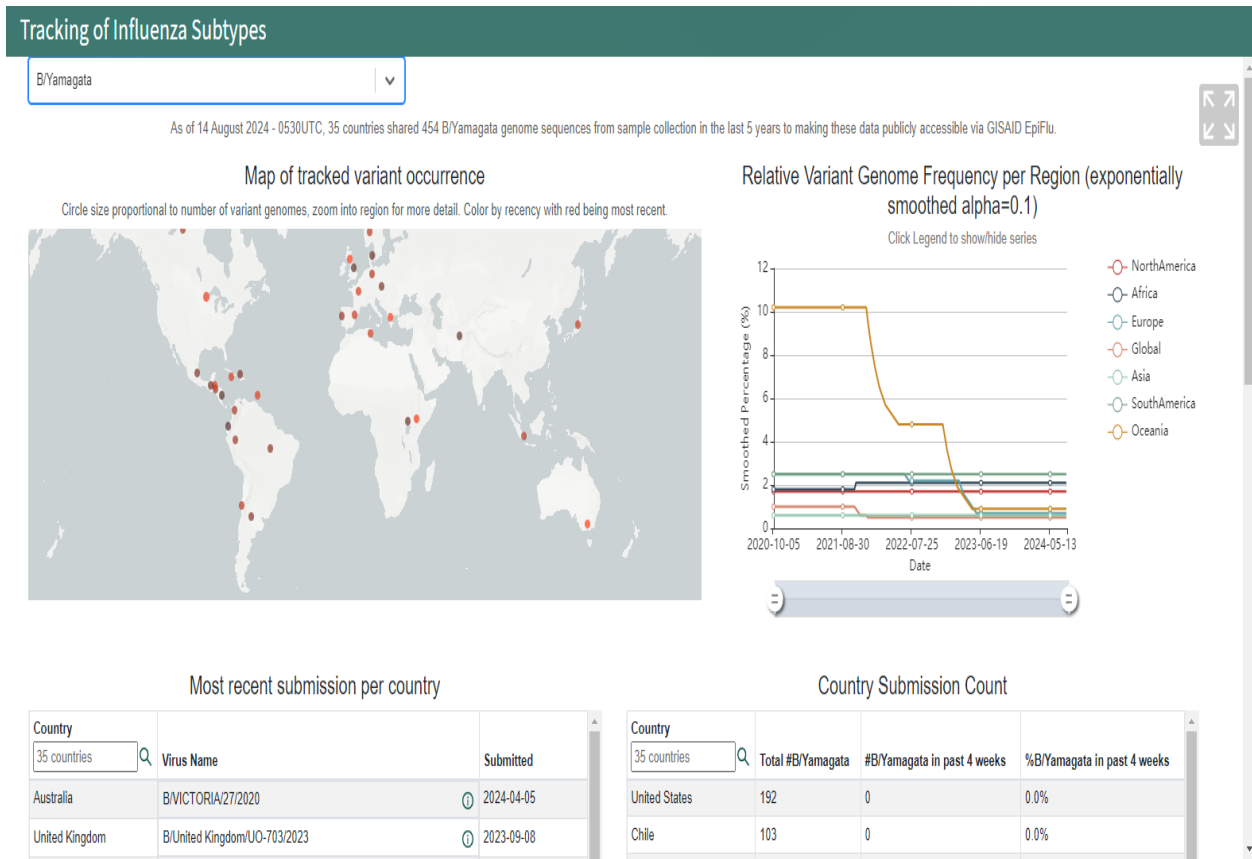 Tracking of Influenza Subtypes
B/Yamagata
As of 14 August 2024 - 0530UTC, 35 countries shared 454 B/Yamagata genome sequences from sample collection in the last 5 years to making these data publicly accessible via GISAID EpiFlu.
Map of tracked variant occurrence
Circle size proportional to number of variant genomes, zoom into region for more detail. Color by recency with red being most recent.
Relative Variant Genome Frequency per Region (exponentially
smoothed alpha=0.1)
Click Legend to show/hide series
Smoothed Percentage (%)
12
10
8
6
4
2
0
2020-10-05 2021-08-30 2022-07-25 2023-06-19 2024-05-13
Date
NorthAmerica
Africa
Europe
Global
Asia
SouthAmerica
Oceania
Most recent submission per country
Country
35 countries
Virus Name
Submitted
Australia B/VICTORIA/27/2020 2024-04-05
United Kingdom B/United Kingdom/UO-703/2023 2023-09-08
Country Submission Count
Country
35 countries
Total #B/Yamagata #B/Yamagata in past 4 weeks %B/Yamagata in past 4 weeks
United States 192 0 0.0%
Chile 103 0 0.0%